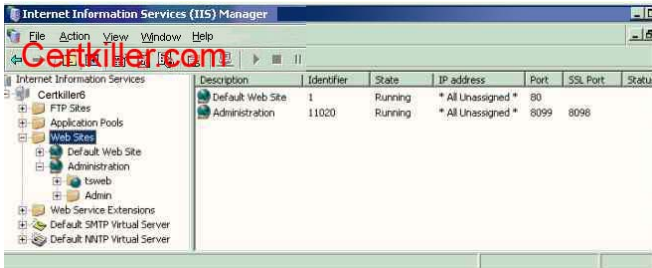 Internet Information Services (IIS) Manager
File Action View Window Help
Certkiller.com
Internet Information Services
Certkiller6
FTP Sites
Application Pools
Web Sites
Default Web Site
Administration
tsweb
Admin
Web Service Extensions
Default SMTP Virtual Server
Default NNTP Virtual Server
Description Identifier State IP address Port SSL Port Statu
Default Web Site 1 Running * All Unassigned * 80
Administration 11020 Running * All Unassigned * 8099 8098